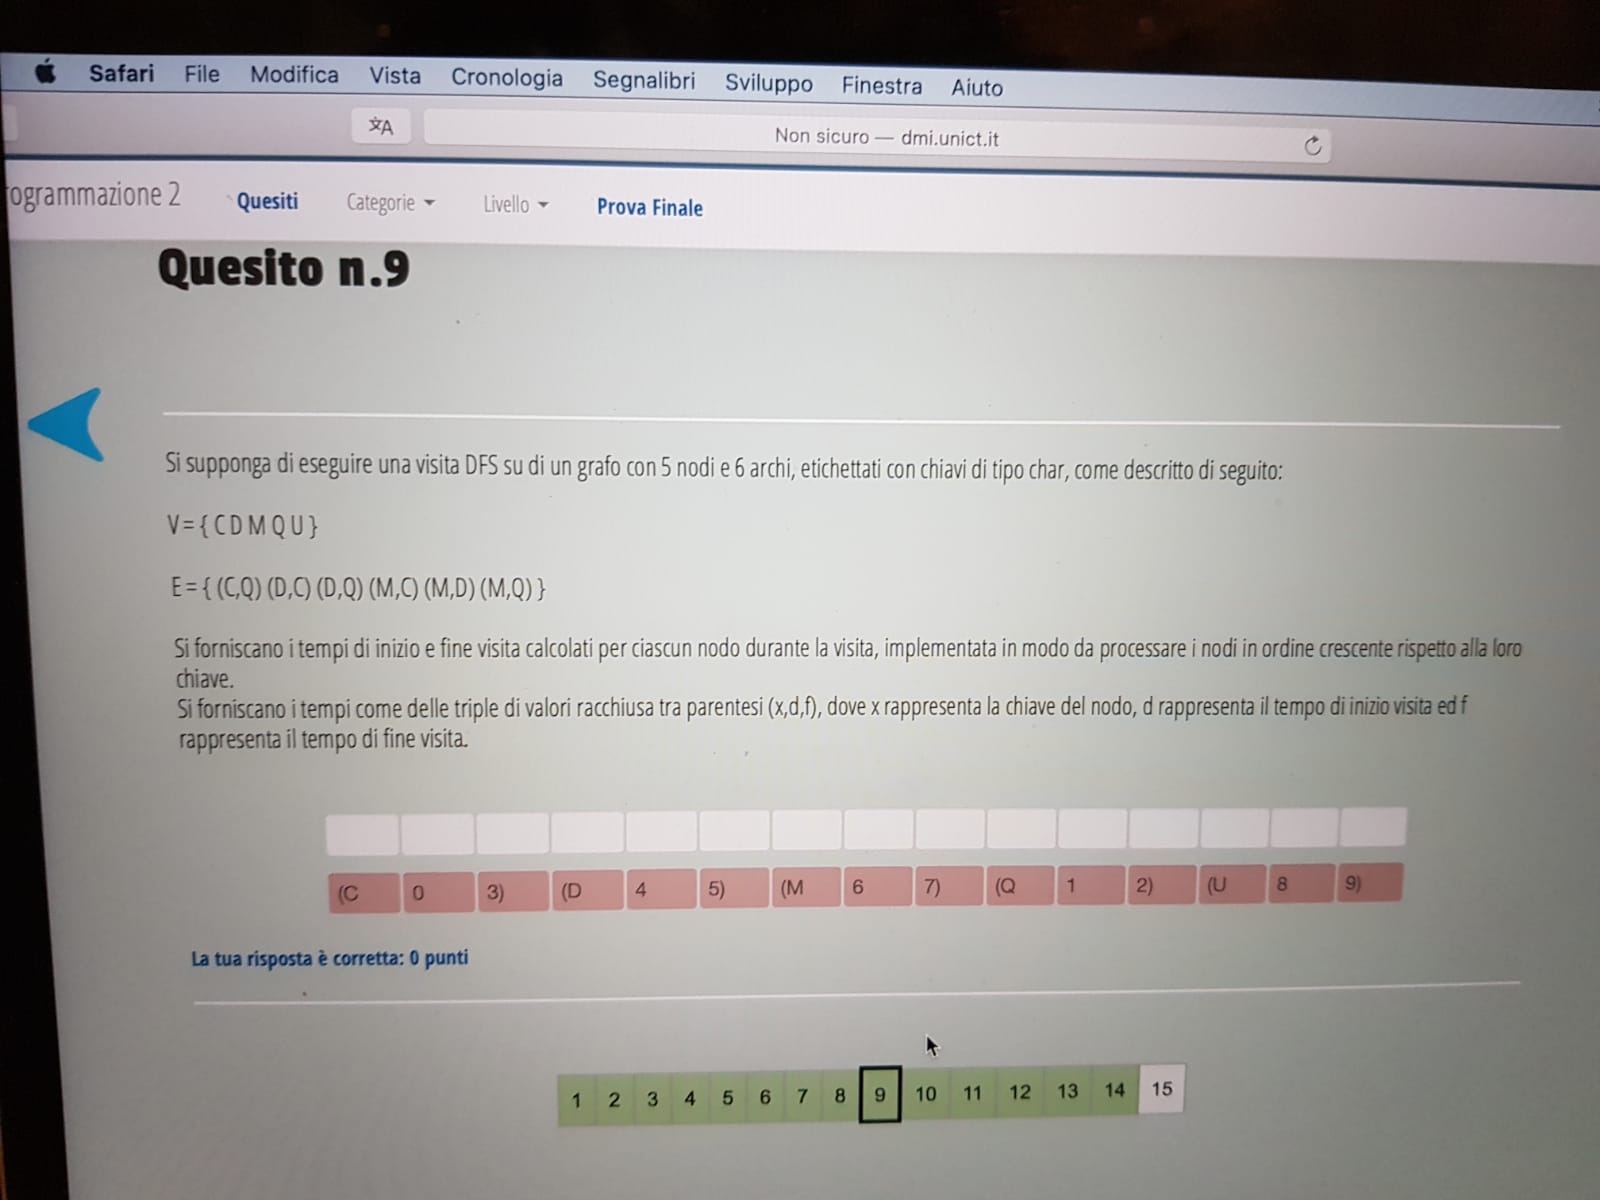 Safari File Modifica Vista Cronologia Segnalibri Sviluppo Finestra Aiuto
Non sicuro — dmi.unict.it
rogrammazione 2 Quesiti Categorie Livello Prova Finale
Quesito n.9
Si supponga di eseguire una visita DFS su di un grafo con 5 nodi e 6 archi, etichettati con chiavi di tipo char, come descritto di seguito:
V = { C D M Q U }
E = { (C,Q) (D,C) (D,Q) (M,C) (M,D) (M,Q) }
Si forniscano i tempi di inizio e fine visita calcolati per ciascun nodo durante la visita, implementata in modo da processare i nodi in ordine crescente rispetto alla loro
chiave.
Si forniscano i tempi come delle triple di valori racchiusa tra parentesi (x,d,f), dove x rappresenta la chiave del nodo, d rappresenta il tempo di inizio visita ed f
rappresenta il tempo di fine visita.
(C 0 3) (D 4 5) (M 6 7) (Q 1 2) (U 8 9)
La tua risposta è corretta: 0 punti
1 2 3 4 5 6 7 8 9 10 11 12 13 14 15